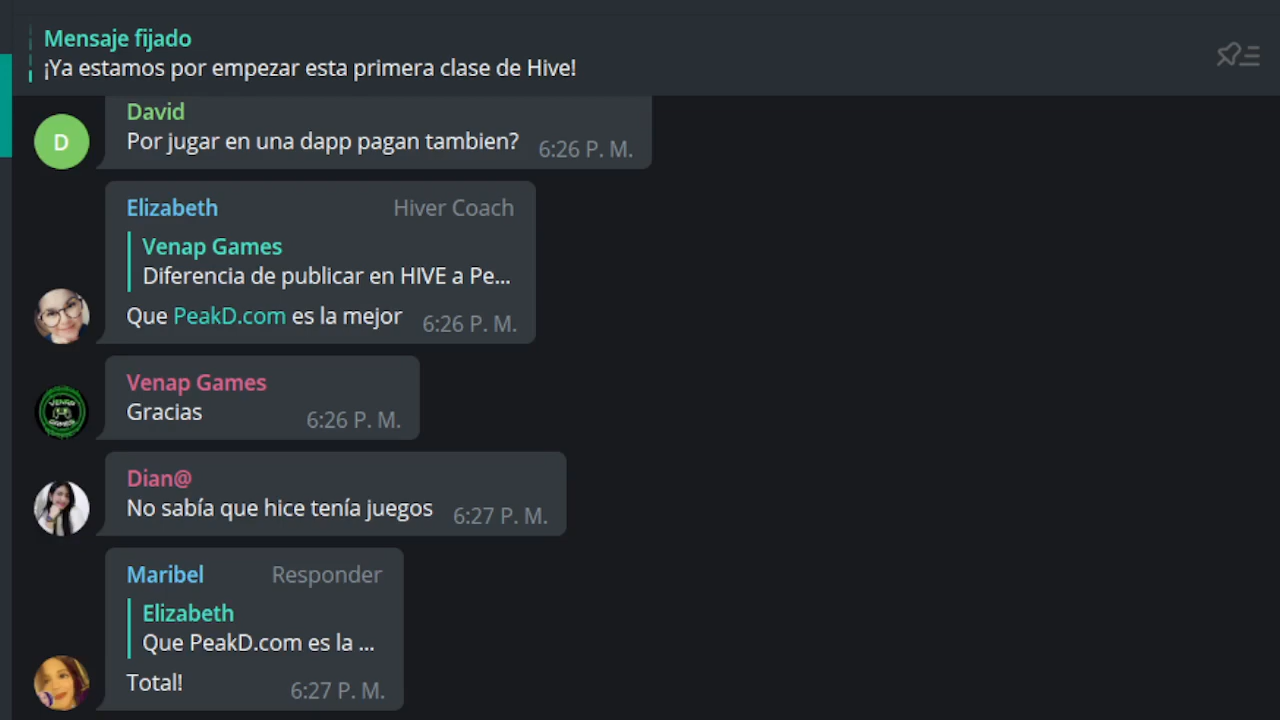 Mensaje fijado
¡Ya estamos por empezar esta primera clase de Hive!
David
D
Por jugar en una dapp pagan tambien? 6:26 P. M.
Elizabeth Hiver Coach
Venap Games
Diferencia de publicar en HIVE a Pe...
Que PeakD.com es la mejor 6:26 P. M.
Venap Games
VENAP
GAMES
Gracias 6:26 P. M.
Dian@
No sabía que hice tenía juegos 6:27 P. M.
Maribel Responder
Elizabeth
Que PeakD.com es la ...
Total! 6:27 P. M.